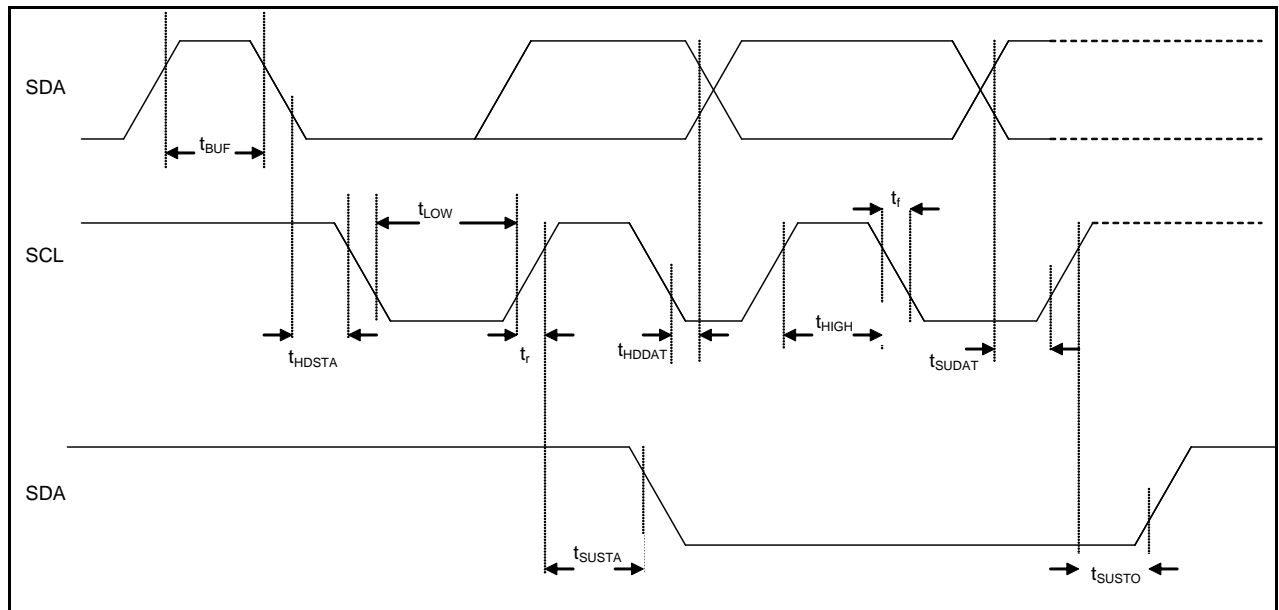 SDA
tBUF
tLOW
tf
SCL
tHDSTA
tr
tHDDAT
tHIGH
tSUDAT
SDA
tSUSTA
tSUSTO